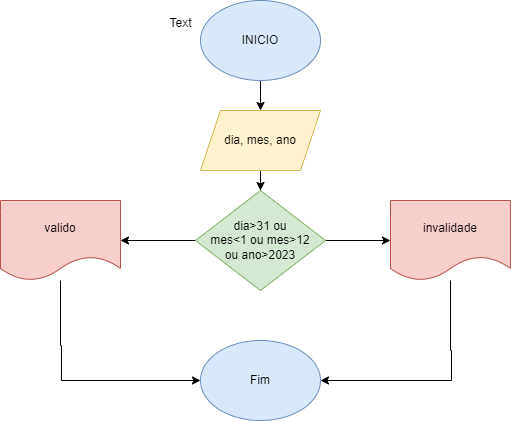 Text
INICIO
dia, mes, ano
dia>31 ou
mes<1 ou mes>12
ou ano>2023
valido
invalidade
Fim